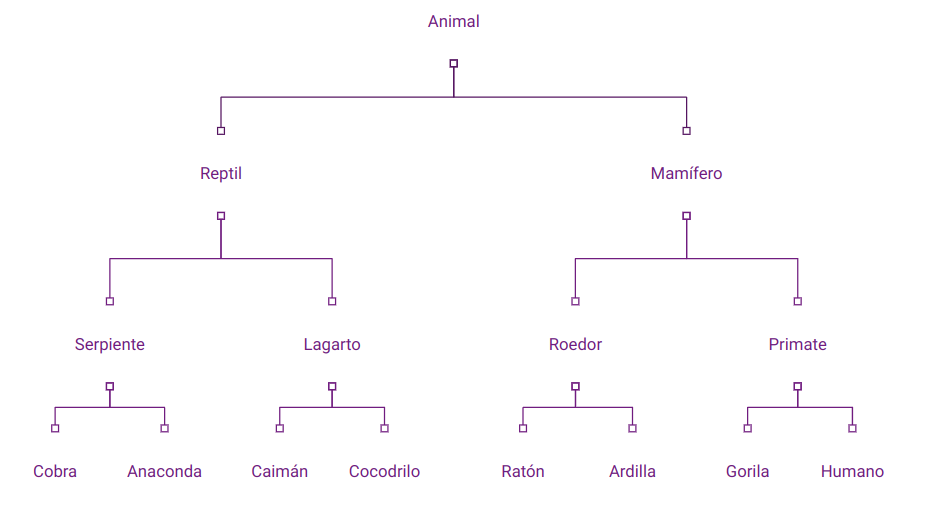 Animal
Reptil Mamífero
Serpiente Lagarto Roedor Primate
Cobra Anaconda Caimán Cocodrilo Ratón Ardilla Gorila Humano